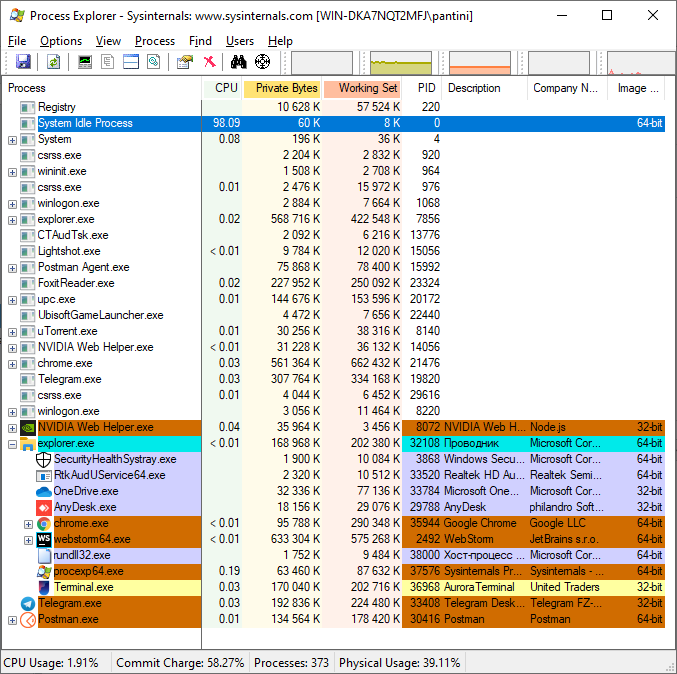 Process Explorer - Sysinternals: www.sysinternals.com [WIN-DKA7NQT2MFJ\pantini]
File Options View Process Find Users Help
Process CPU Private Bytes Working Set PID Description Company N... Image ...
Registry 10 628 K 57 524 K 220
System Idle Process 98.09 60 K 8 K 0 64-bit
System 0.08 196 K 36 K 4
csrss.exe 2 204 K 2 832 K 920
wininit.exe 1 508 K 2 708 K 964
csrss.exe 0.01 2 476 K 15 972 K 976
winlogon.exe 2 884 K 7 664 K 1068
explorer.exe 0.02 568 716 K 422 548 K 7856
CTAudTsk.exe 2 092 K 6 216 K 13776
Lightshot.exe < 0.01 9 784 K 12 020 K 15056
Postman Agent.exe 75 868 K 78 400 K 15992
FoxitReader.exe 0.02 227 952 K 250 092 K 23324
upc.exe 0.01 144 676 K 153 596 K 20172
UbisoftGameLauncher.exe 4 472 K 7 656 K 22440
uTorrent.exe 0.01 30 256 K 38 316 K 8140
NVIDIA Web Helper.exe < 0.01 31 228 K 36 132 K 14056
chrome.exe 0.03 561 364 K 662 432 K 21476
Telegram.exe 0.03 307 764 K 334 168 K 19820
csrss.exe 0.01 4 044 K 6 452 K 29616
winlogon.exe 3 056 K 11 464 K 8220
NVIDIA Web Helper.exe 0.04 35 964 K 3 456 K 8072 NVIDIA Web H... Node.js 32-bit
explorer.exe < 0.01 168 968 K 202 380 K 32108 Проводник Microsoft Cor... 64-bit
SecurityHealthSystray.exe 1 900 K 10 084 K 3868 Windows Secu... Microsoft Cor... 64-bit
RtkAudUService64.exe 2 320 K 10 512 K 33520 Realtek HD Au... Realtek Semi... 64-bit
OneDrive.exe 32 336 K 77 136 K 33784 Microsoft One... Microsoft Cor... 32-bit
AnyDesk.exe 18 156 K 29 076 K 29788 AnyDesk philandro Soft... 32-bit
chrome.exe < 0.01 95 788 K 290 348 K 35944 Google Chrome Google LLC 64-bit
webstorm64.exe < 0.01 633 304 K 575 268 K 2492 WebStorm JetBrains s.r.o. 64-bit
rundll32.exe 1 752 K 9 484 K 38000 Хост-процесс ... Microsoft Cor... 64-bit
procexp64.exe 0.19 63 460 K 87 632 K 37576 Sysinternals Pr... Sysinternals - ... 64-bit
Terminal.exe 0.03 170 040 K 202 716 K 36968 AuroraTerminal United Traders 32-bit
Telegram.exe 0.03 192 836 K 224 480 K 33408 Telegram Desk... Telegram FZ-... 64-bit
Postman.exe 0.01 134 564 K 178 420 K 30416 Postman Postman 64-bit
CPU Usage: 1.91% Commit Charge: 58.27% Processes: 373 Physical Usage: 39.11%